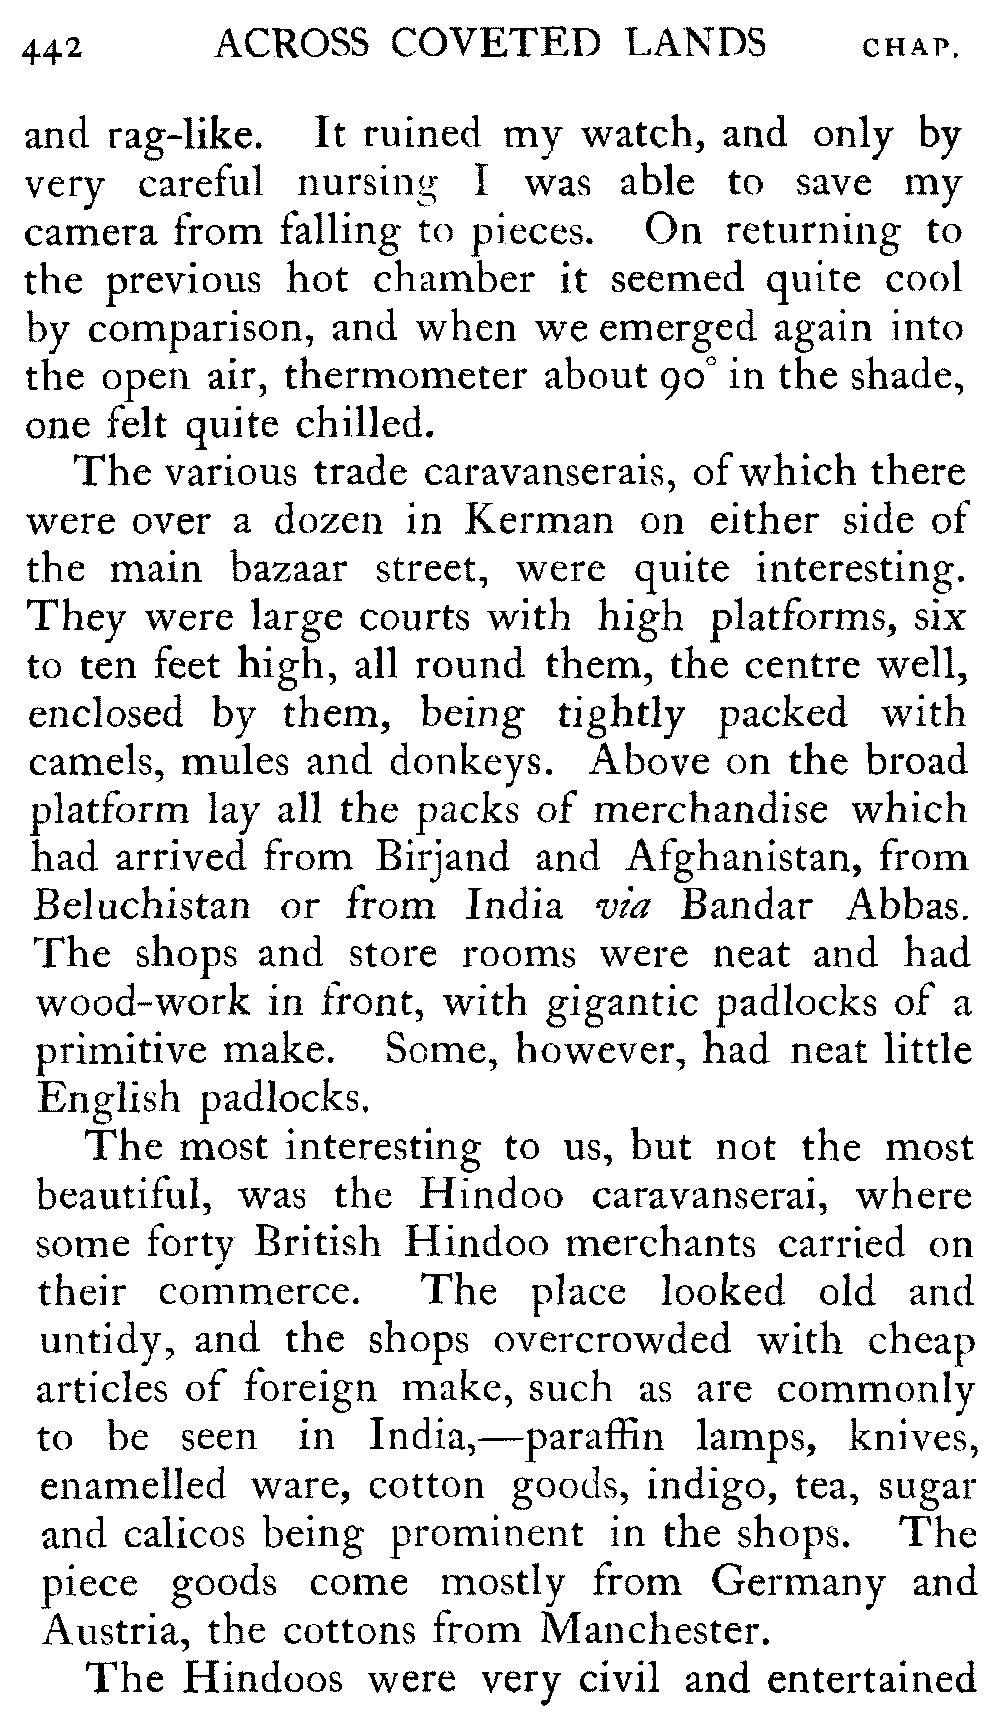 442 ACROSS COVETED LANDS CHAP.
and rag-like. It ruined my watch, and only by
very careful nursing I was able to save my
camera from falling to pieces. On returning to
the previous hot chamber it seemed quite cool
by comparison, and when we emerged again into
the open air, thermometer about 90° in the shade,
one felt quite chilled.
The various trade caravanserais, of which there
were over a dozen in Kerman on either side of
the main bazaar street, were quite interesting.
They were large courts with high platforms, six
to ten feet high, all round them, the centre well,
enclosed by them, being tightly packed with
camels, mules and donkeys. Above on the broad
platform lay all the packs of merchandise which
had arrived from Birjand and Afghanistan, from
Beluchistan or from India via Bandar Abbas.
The shops and store rooms were neat and had
wood-work in front, with gigantic padlocks of a
primitive make. Some, however, had neat little
English padlocks.
The most interesting to us, but not the most
beautiful, was the Hindoo caravanserai, where
some forty British Hindoo merchants carried on
their commerce. The place looked old and
untidy, and the shops overcrowded with cheap
articles of foreign make, such as are commonly
to be seen in India,—paraffin lamps, knives,
enamelled ware, cotton goods, indigo, tea, sugar
and calicos being prominent in the shops. The
piece goods come mostly from Germany and
Austria, the cottons from Manchester.
The Hindoos were very civil and entertained